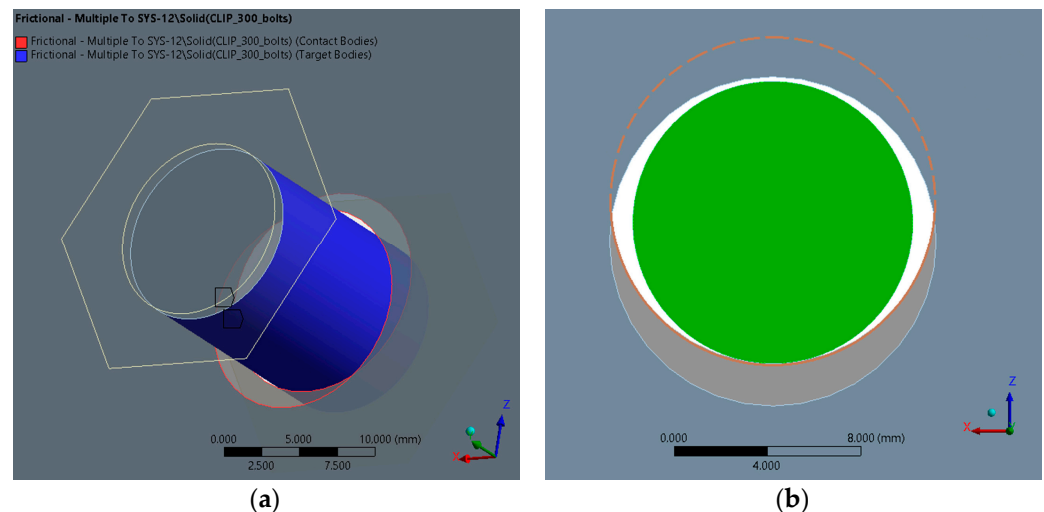 Frictional - Multiple To SYS-12\Solid(CLIP_300_bolts)
Frictional - Multiple To SYS-12\Solid(CLIP_300_bolts) (Contact Bodies)
Frictional - Multiple To SYS-12\Solid(CLIP_300_bolts) (Target Bodies)
Z
X
0.000 5.000 10.000 (mm)
2.500 7.500
(a)
Z
X
Y
0.000 8.000 (mm)
4.000
(b)